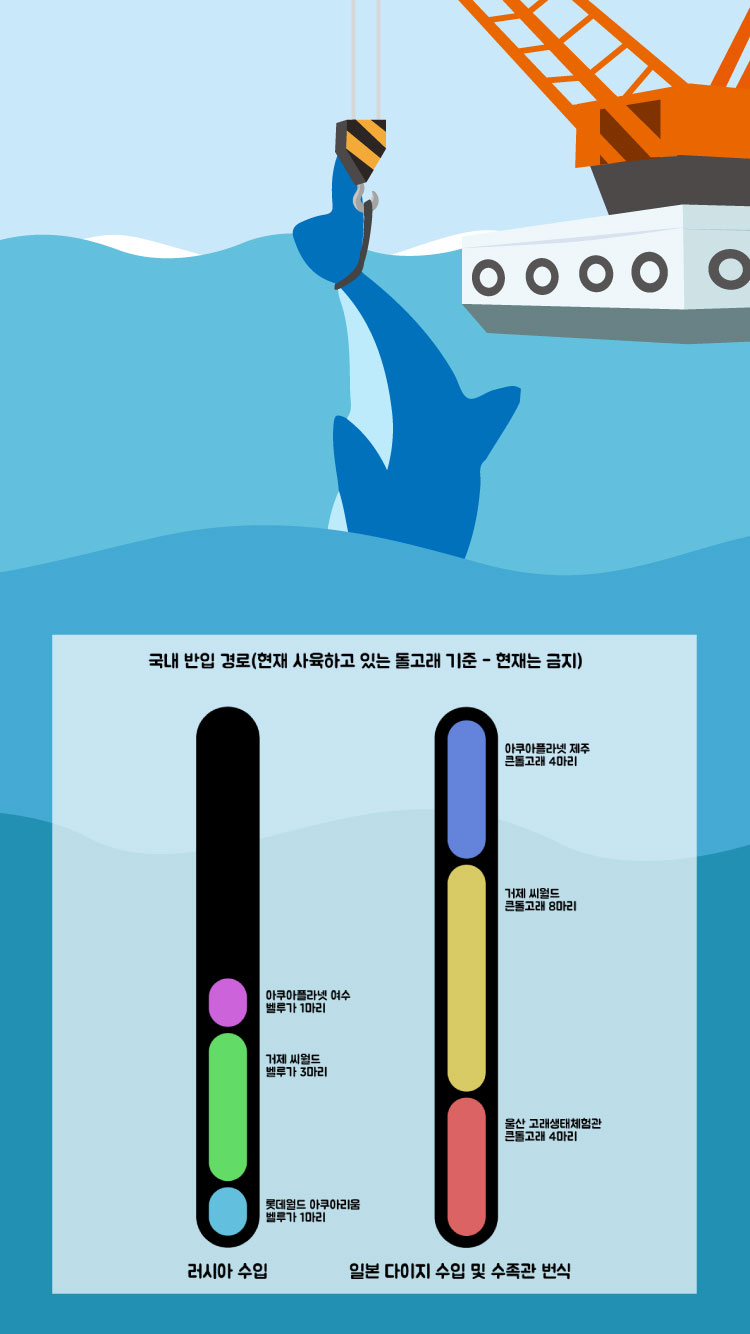 국내 반입 경로(현재 사육하고 있는 돌고래 기준 - 현재는 금지)
아쿠아플라넷 여수
벨루가 1마리
거제 씨월드
벨루가 3마리
롯데월드 아쿠아리움
벨루가 1마리
러시아 수입
아쿠아플라넷 제주
큰돌고래 4마리
거제 씨월드
큰돌고래 8마리
울산 고래생태체험관
큰돌고래 4마리
일본 다이지 수입 및 수족관 번식